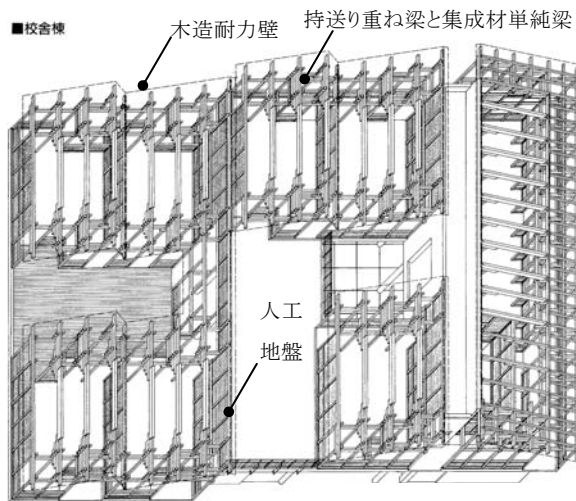 ■校舎棟
木造耐力壁
持送り重ね梁と集成材単純梁
人工
地盤